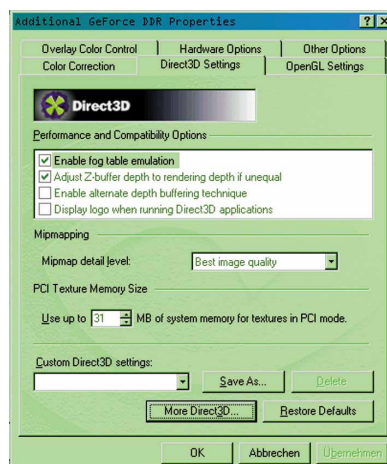 Additional GeForce DDR Properties
Overlay Color Control
Hardware Options
Other Options
Color Correction
Direct3D Settings
OpenGL Settings
Direct3D
Performance and Compatibility Options
Enable fog table emulation
Adjust Z-buffer depth to rendering depth if unequal
Enable alternate depth buffering technique
Display logo when running Direct3D applications
Mipmapping
Mipmap detail level: Best image quality
PCI Texture Memory Size
Use up to 31 MB of system memory for textures in PCI mode.
Custom Direct3D settings:
Save As... Delete
More Direct3D... Restore Defaults
OK Abbrechen Übernehmen